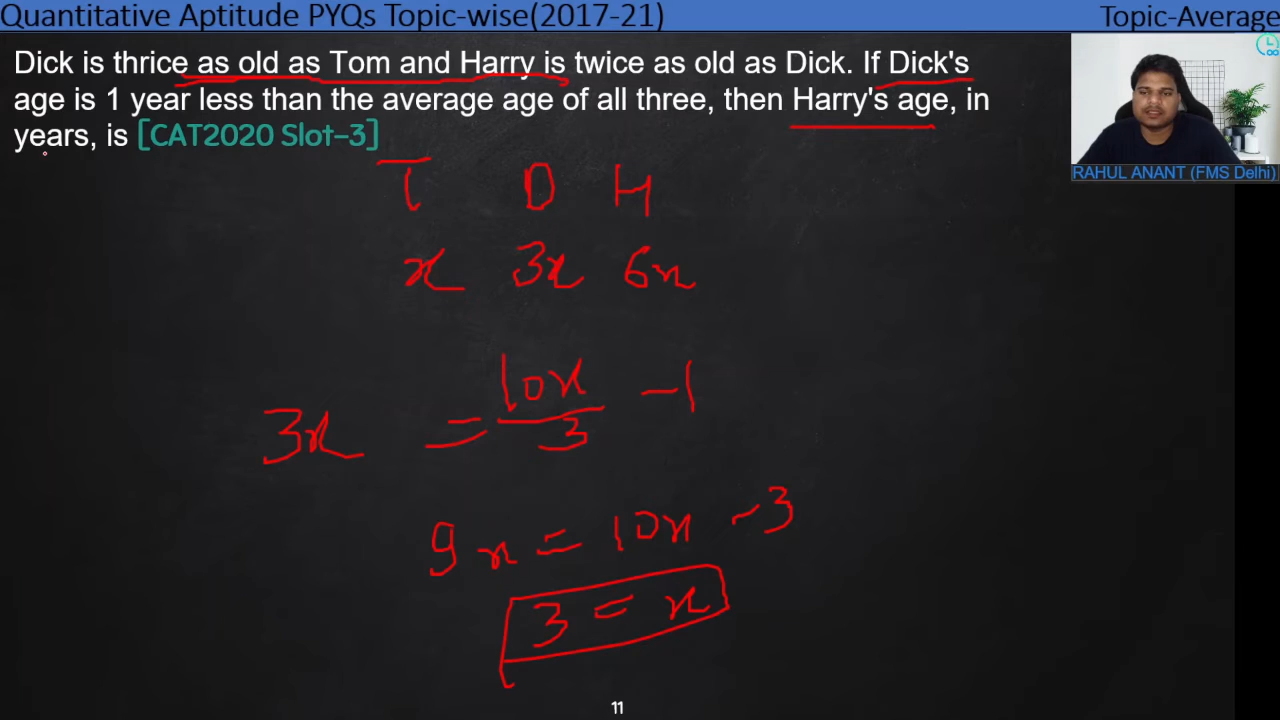 Quantitative Aptitude PYQs Topic-wise(2017-21) Topic-Average
Dick is thrice as old as Tom and Harry is twice as old as Dick. If Dick's
age is 1 year less than the average age of all three, then Harry's age, in
years, is [CAT2020 Slot-3]
RAHUL ANANT (FMS Delhi)
T D H
x 3x 6x
3x = 10x/3 - 1
9x = 10x - 3
3 = x
11